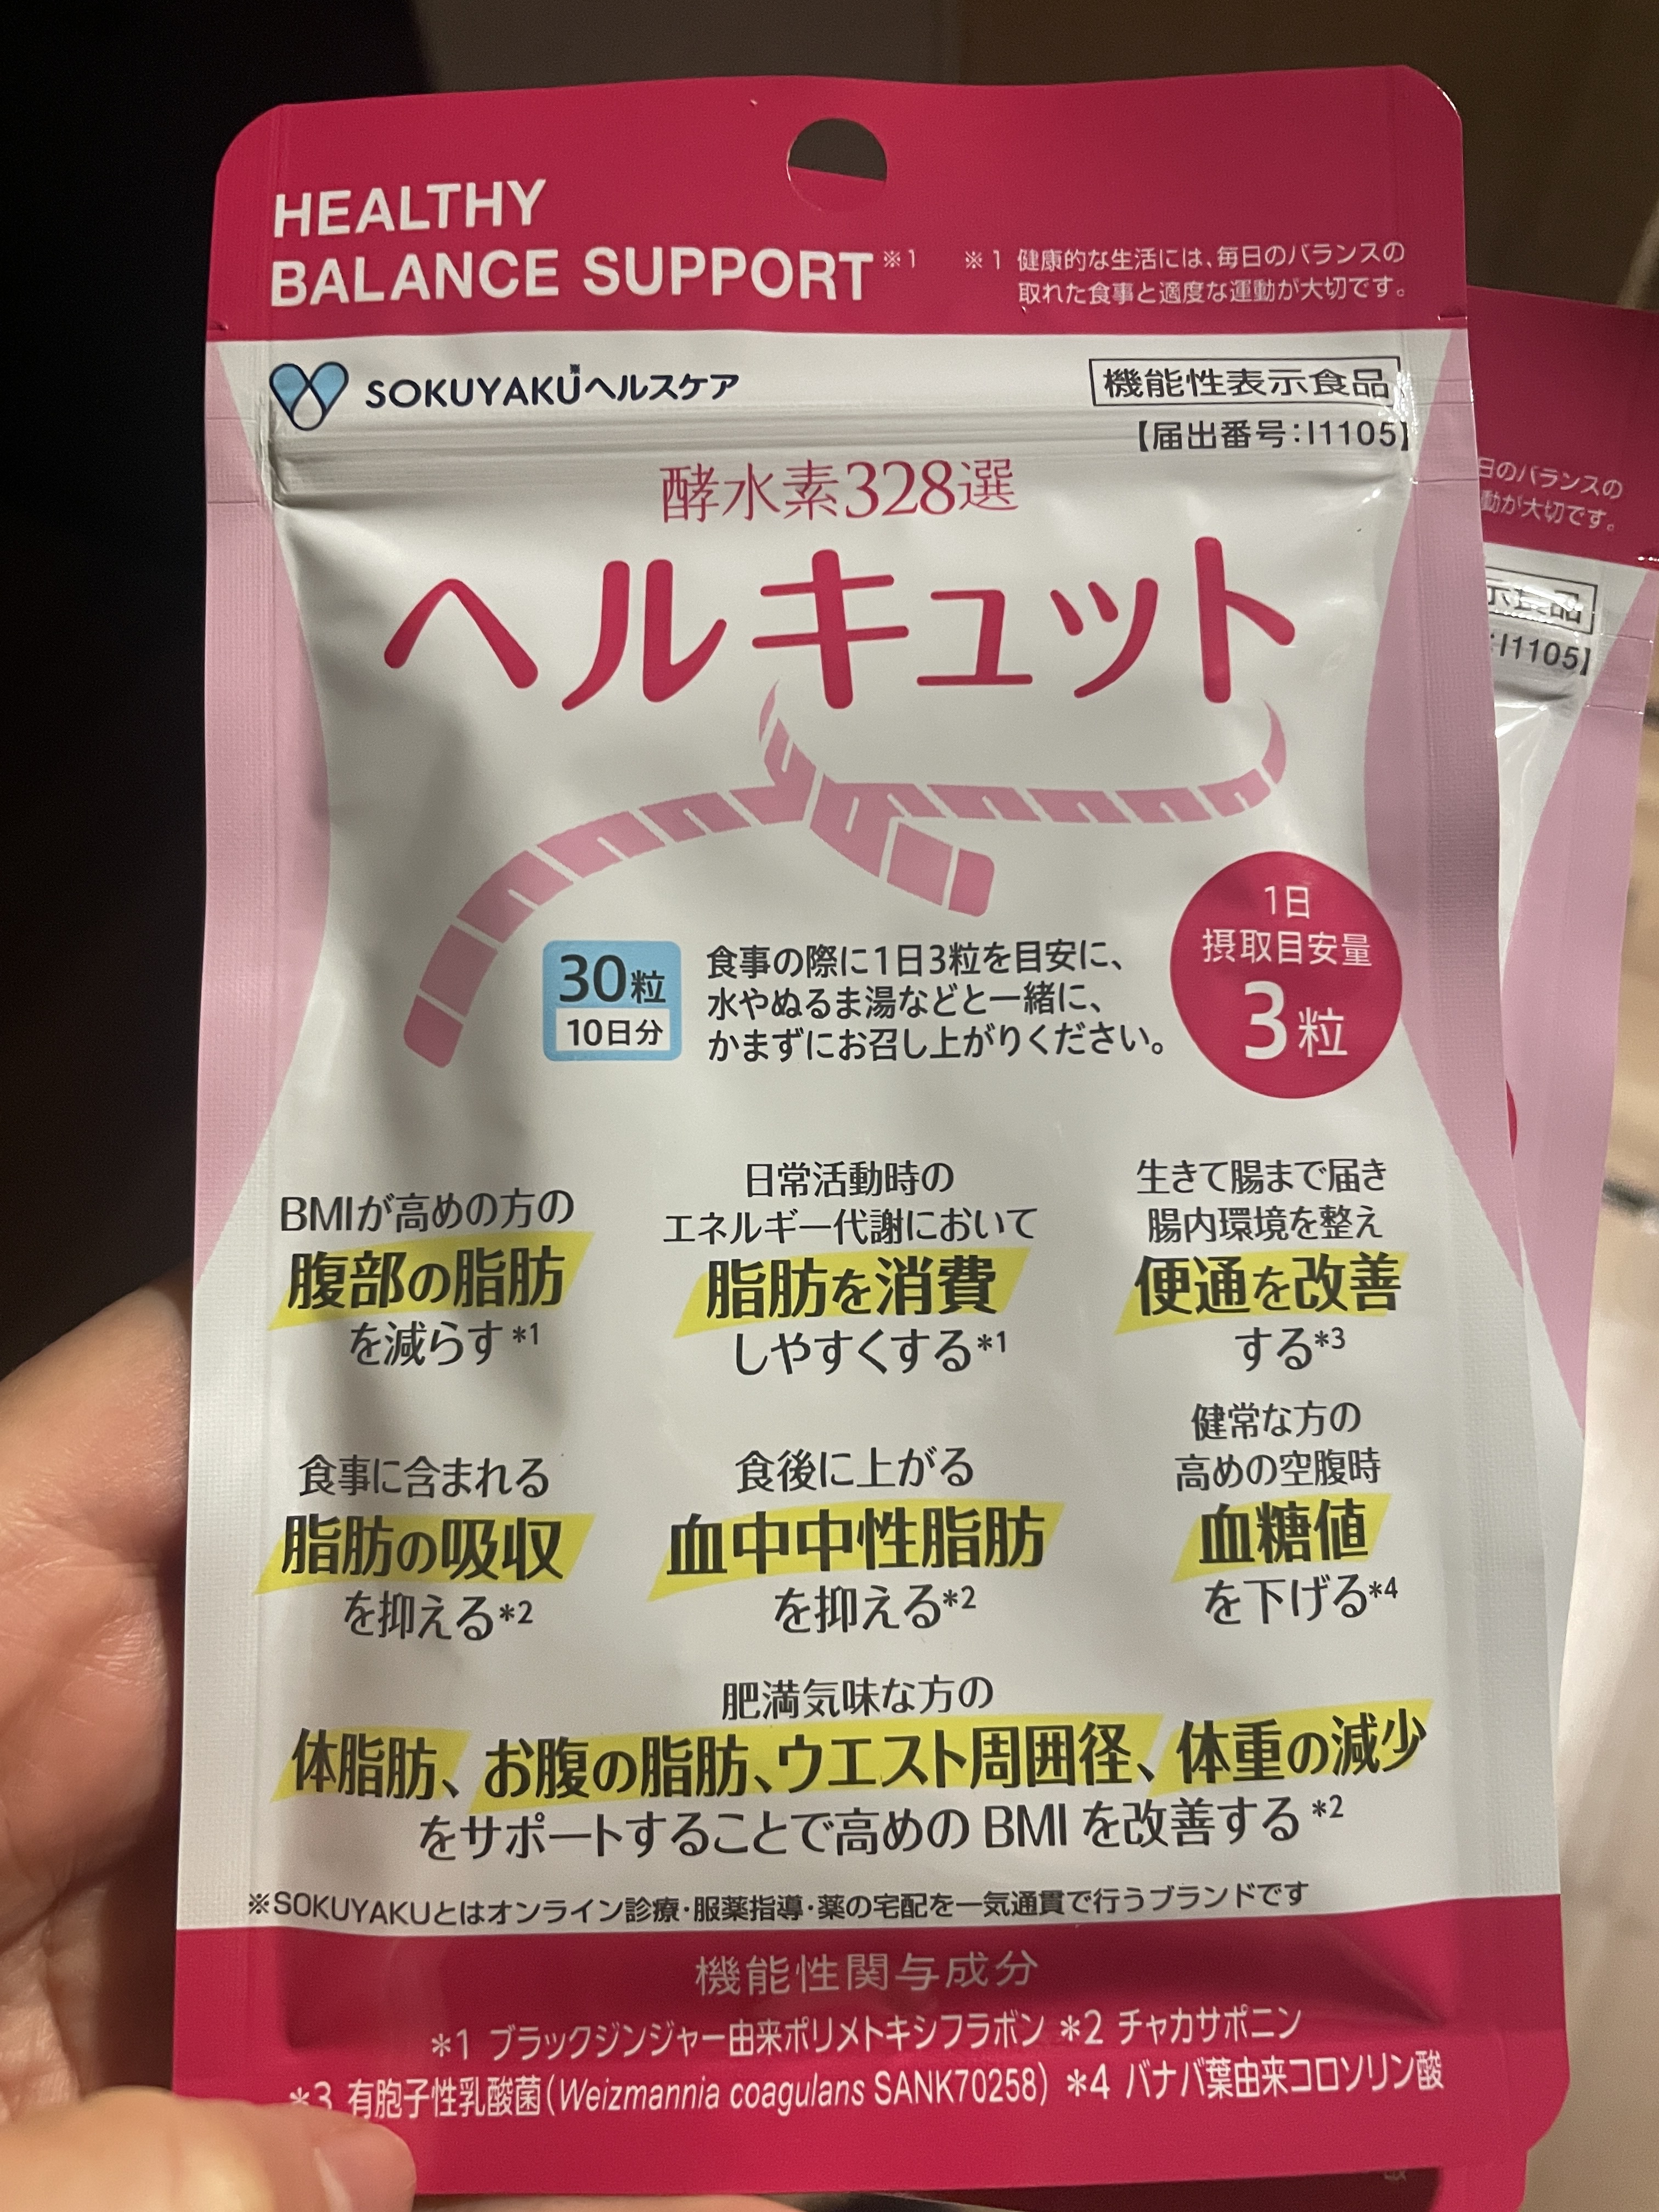 HEALTHY
BALANCE SUPPORT※1
※1 健康的な生活には、毎日のバランスの
取れた食事と適度な運動が大切です。
SOKUYAKU※ヘルスケア
機能性表示食品
【届出番号:I1105】
酵水素328選
ヘルキュット
30粒
10日分
食事の際に1日3粒を目安に、
水やぬるま湯などと一緒に、
かまずにお召し上がりください。
1日
摂取目安量
3粒
BMIが高めの方の
腹部の脂肪
を減らす*1
日常活動時の
エネルギー代謝において
脂肪を消費
しやすくする*1
生きて腸まで届き
腸内環境を整え
便通を改善
する*3
食事に含まれる
脂肪の吸収
を抑える*2
食後に上がる
血中中性脂肪
を抑える*2
健常な方の
高めの空腹時
血糖値
を下げる*4
肥満気味な方の
体脂肪、お腹の脂肪、ウエスト周囲径、体重の減少
をサポートすることで高めの BMI を改善する*2
※SOKUYAKUとはオンライン診療・服薬指導・薬の宅配を一気通貫で行うブランドです
機能性関与成分
*1 ブラックジンジャー由来ポリメトキシフラボン *2 チャカサポニン
*3 有胞子性乳酸菌(Weizmannia coagulans SANK70258) *4 バナバ葉由来コロソリン酸
日のバランスの
動が大切です。
:I1105】